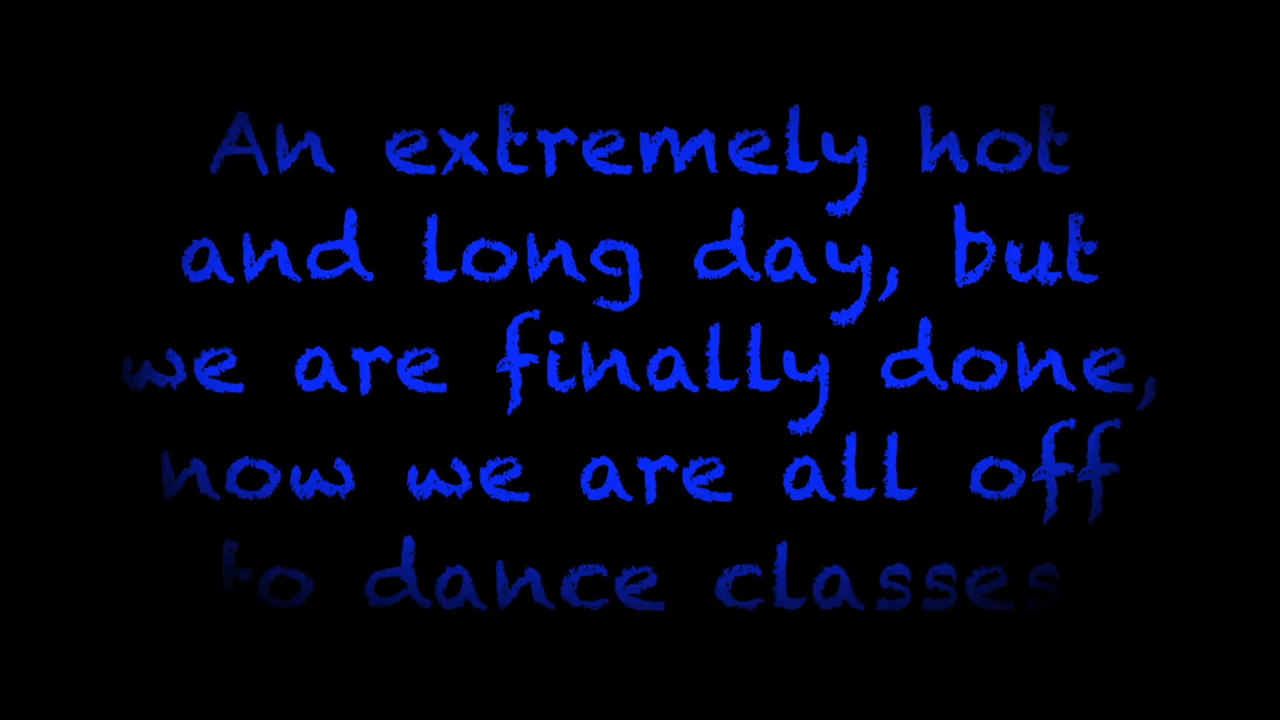 An extremely hot
and long day, but
we are finally done,
now we are all off
to dance classes